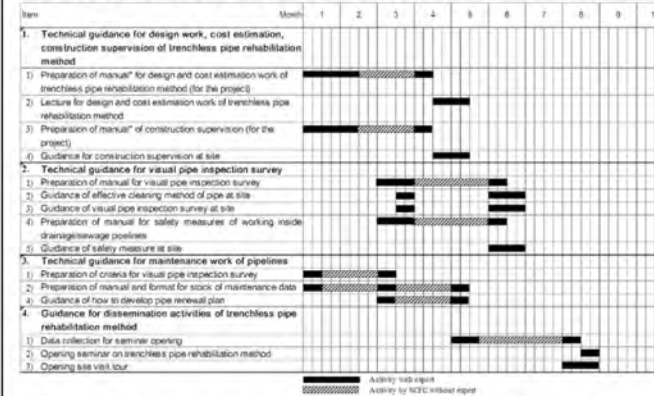 Item Month 1 2 3 4 5 6 7 8 9 1
1. Technical guidance for design work, cost estimation,
construction supervision of trenchless pipe rehabilitation
method
1) Preparation of manual* for design and cost estimation work of
trenchless pipe rehabilitation method (for the project)
2) Lecture for design and cost estimation work of trenchless pipe
rehabilitation method
3) Preparation of manual* of construction supervision (for the
project)
4) Guidance for construction supervision at site
2. Technical guidance for visual pipe inspection survey
1) Preparation of manual for visual pipe inspection survey
2) Guidance of effective cleaning method of pipe at site
3) Guidance of visual pipe inspection survey at site
4) Preparation of manual for safety measures of working inside
drainage/sewage pipelines
5) Guidance of safety measure at site
3. Technical guidance for maintenance work of pipelines
1) Preparation of criteria for visual pipe inspection survey
2) Preparation of manual and format for stock of maintenance data
4) Guidance of how to develop pipe renewal plan
4. Guidance for dissemination activities of trenchless pipe
rehabilitation method
1) Data collection for seminar opening
2) Opening seminar on trenchless pipe rehabilitation method
3) Opening site visit tour
Activity with expert
Activity by SCFC without expert